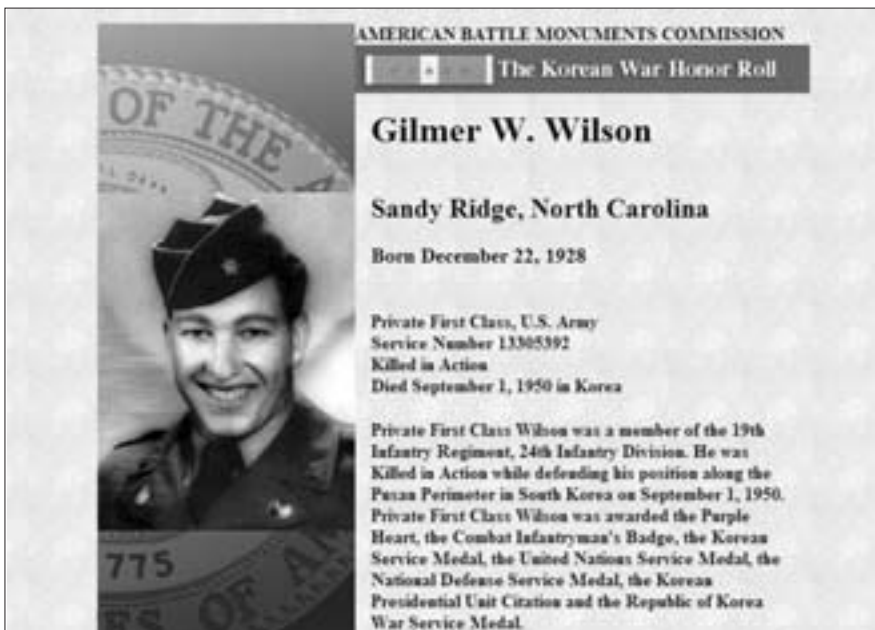 AMERICAN BATTLE MONUMENTS COMMISSION
The Korean War Honor Roll
OF THE A
Gilmer W. Wilson
Sandy Ridge, North Carolina
Born December 22, 1928
Private First Class, U.S. Army
Service Number 13305392
Killed in Action
Died September 1, 1950 in Korea
Private First Class Wilson was a member of the 19th
Infantry Regiment, 24th Infantry Division. He was
Killed in Action while defending his position along the
Pusan Perimeter in South Korea on September 1, 1950.
Private First Class Wilson was awarded the Purple
Heart, the Combat Infantryman's Badge, the Korean
Service Medal, the United Nations Service Medal, the
National Defense Service Medal, the Korean
Presidential Unit Citation and the Republic of Korea
War Service Medal.
775
ES OF AM